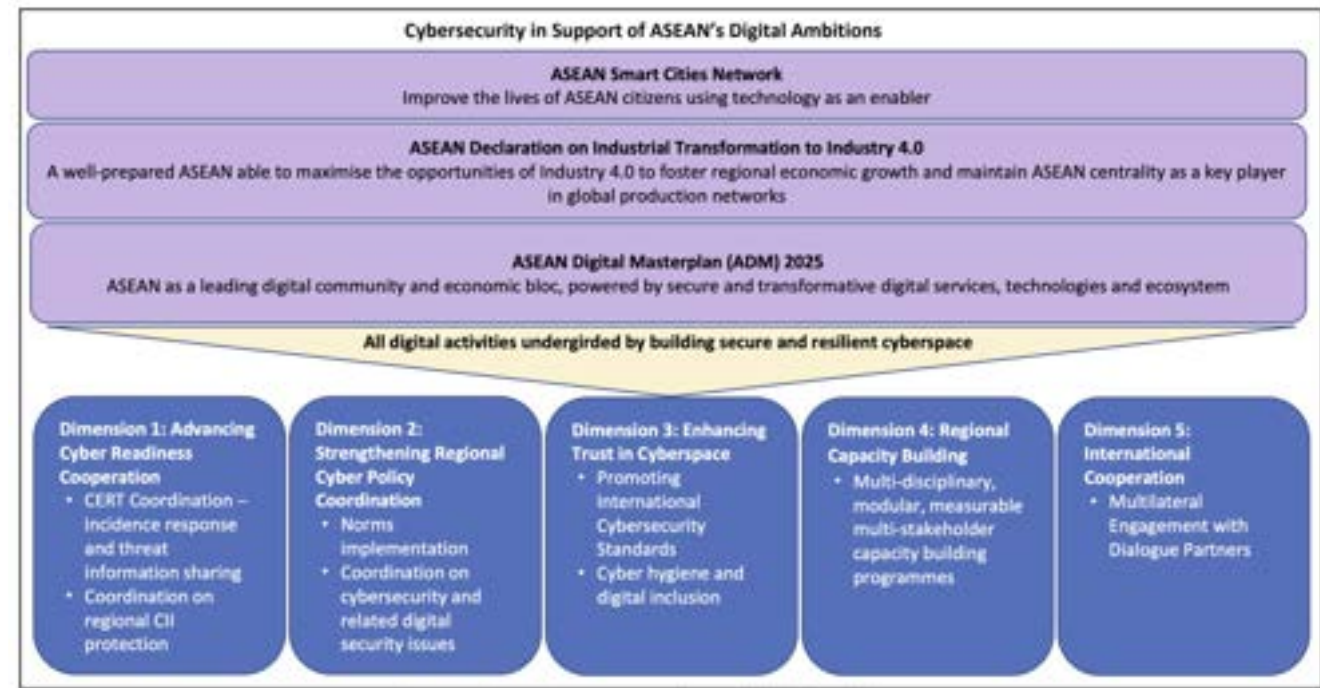 Cybersecurity in Support of ASEAN's Digital Ambitions
ASEAN Smart Cities Network
Improve the lives of ASEAN citizens using technology as an enabler
ASEAN Declaration on Industrial Transformation to Industry 4.0
A well-prepared ASEAN able to maximise the opportunities of Industry 4.0 to foster regional economic growth and maintain ASEAN centrality as a key player
in global production networks
ASEAN Digital Masterplan (ADM) 2025
ASEAN as a leading digital community and economic bloc, powered by secure and transformative digital services, technologies and ecosystem
All digital activities undergirded by building secure and resilient cyberspace
Dimension 1: Advancing
Cyber Readiness
Cooperation
• CERT Coordination –
incidence response
and threat
information sharing
• Coordination on
regional CII
protection
Dimension 2:
Strengthening Regional
Cyber Policy
Coordination
• Norms
implementation
• Coordination on
cybersecurity and
related digital
security issues
Dimension 3: Enhancing
Trust in Cyberspace
• Promoting
International
Cybersecurity
Standards
• Cyber hygiene and
digital inclusion
Dimension 4: Regional
Capacity Building
• Multi-disciplinary,
modular, measurable
multi-stakeholder
capacity building
programmes
Dimension 5:
International
Cooperation
• Multilateral
Engagement with
Dialogue Partners